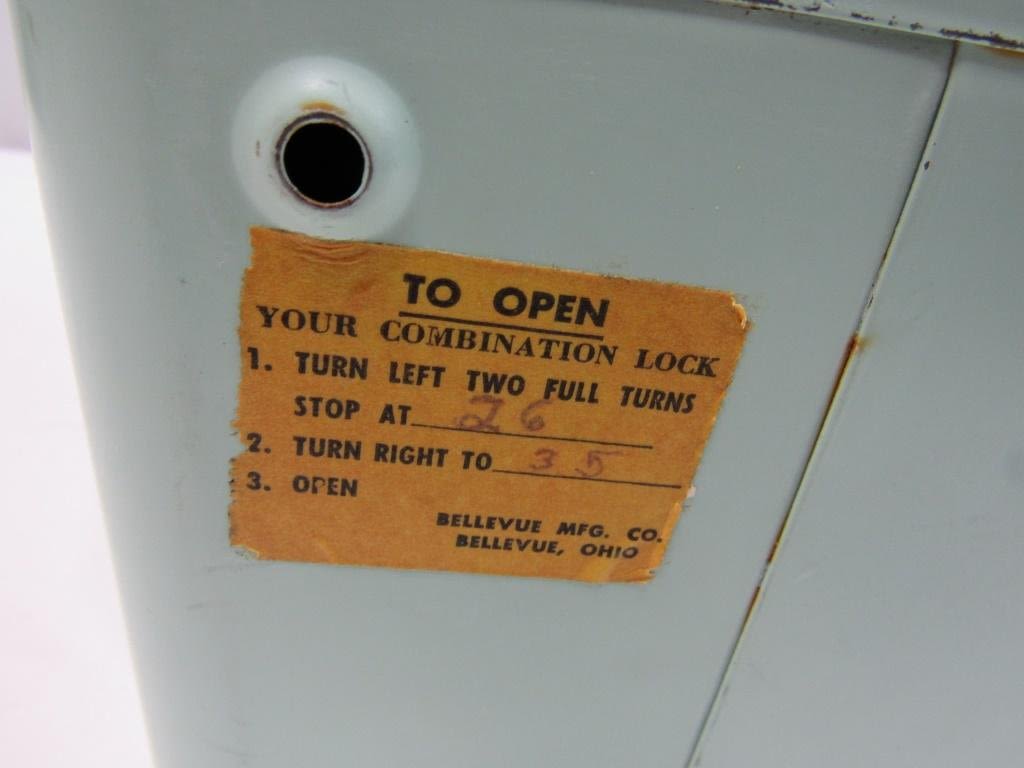 TO OPEN
YOUR COMBINATION LOCK
1. TURN LEFT TWO FULL TURNS
STOP AT 26
2. TURN RIGHT TO 35
3. OPEN
BELLEVUE MFG. CO.
BELLEVUE, OHIO